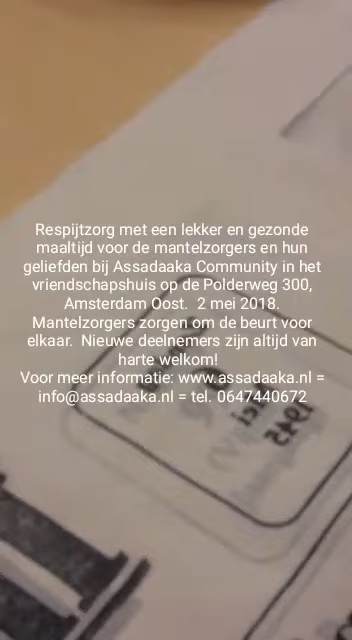 Respijtzorg met een lekker en gezonde
maaltijd voor de mantelzorgers en hun
geliefden bij Assadaaka Community in het
vriendschapshuis op de Polderweg 300,
Amsterdam Oost.  2 mei 2018.
Mantelzorgers zorgen om de beurt voor
elkaar.  Nieuwe deelnemers zijn altijd van
harte welkom!
Voor meer informatie: www.assadaaka.nl =
info@assadaaka.nl = tel. 0647440672
1945